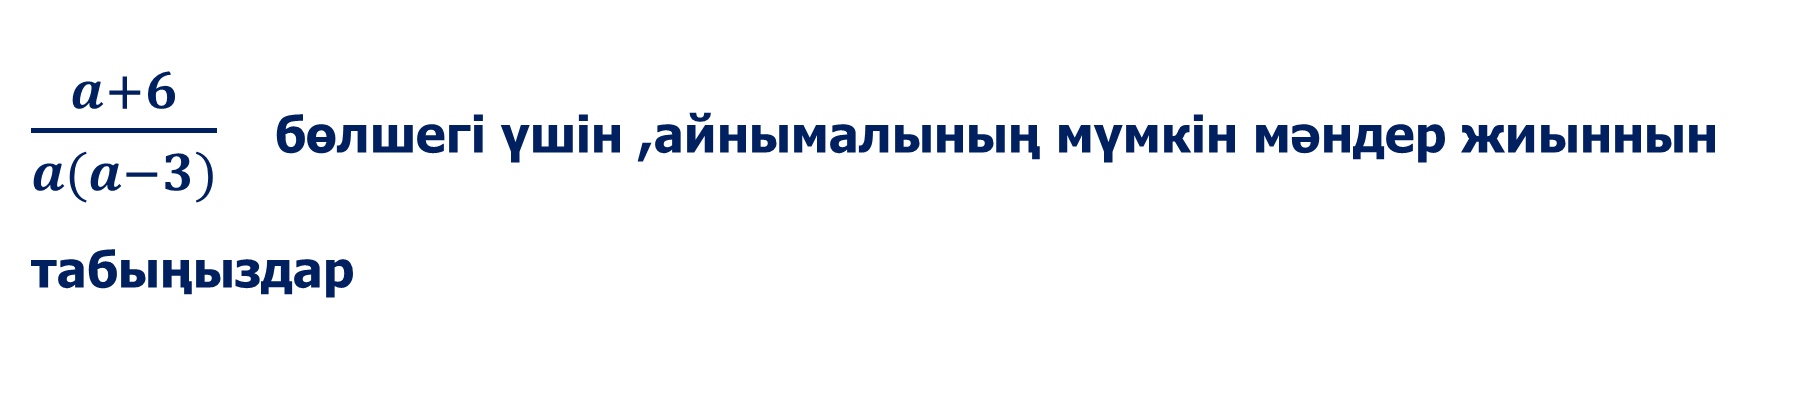 a+6
a(a−3) бөлшегі үшін ,айнымалының мүмкін мәндер жиыннын
табыңыздар